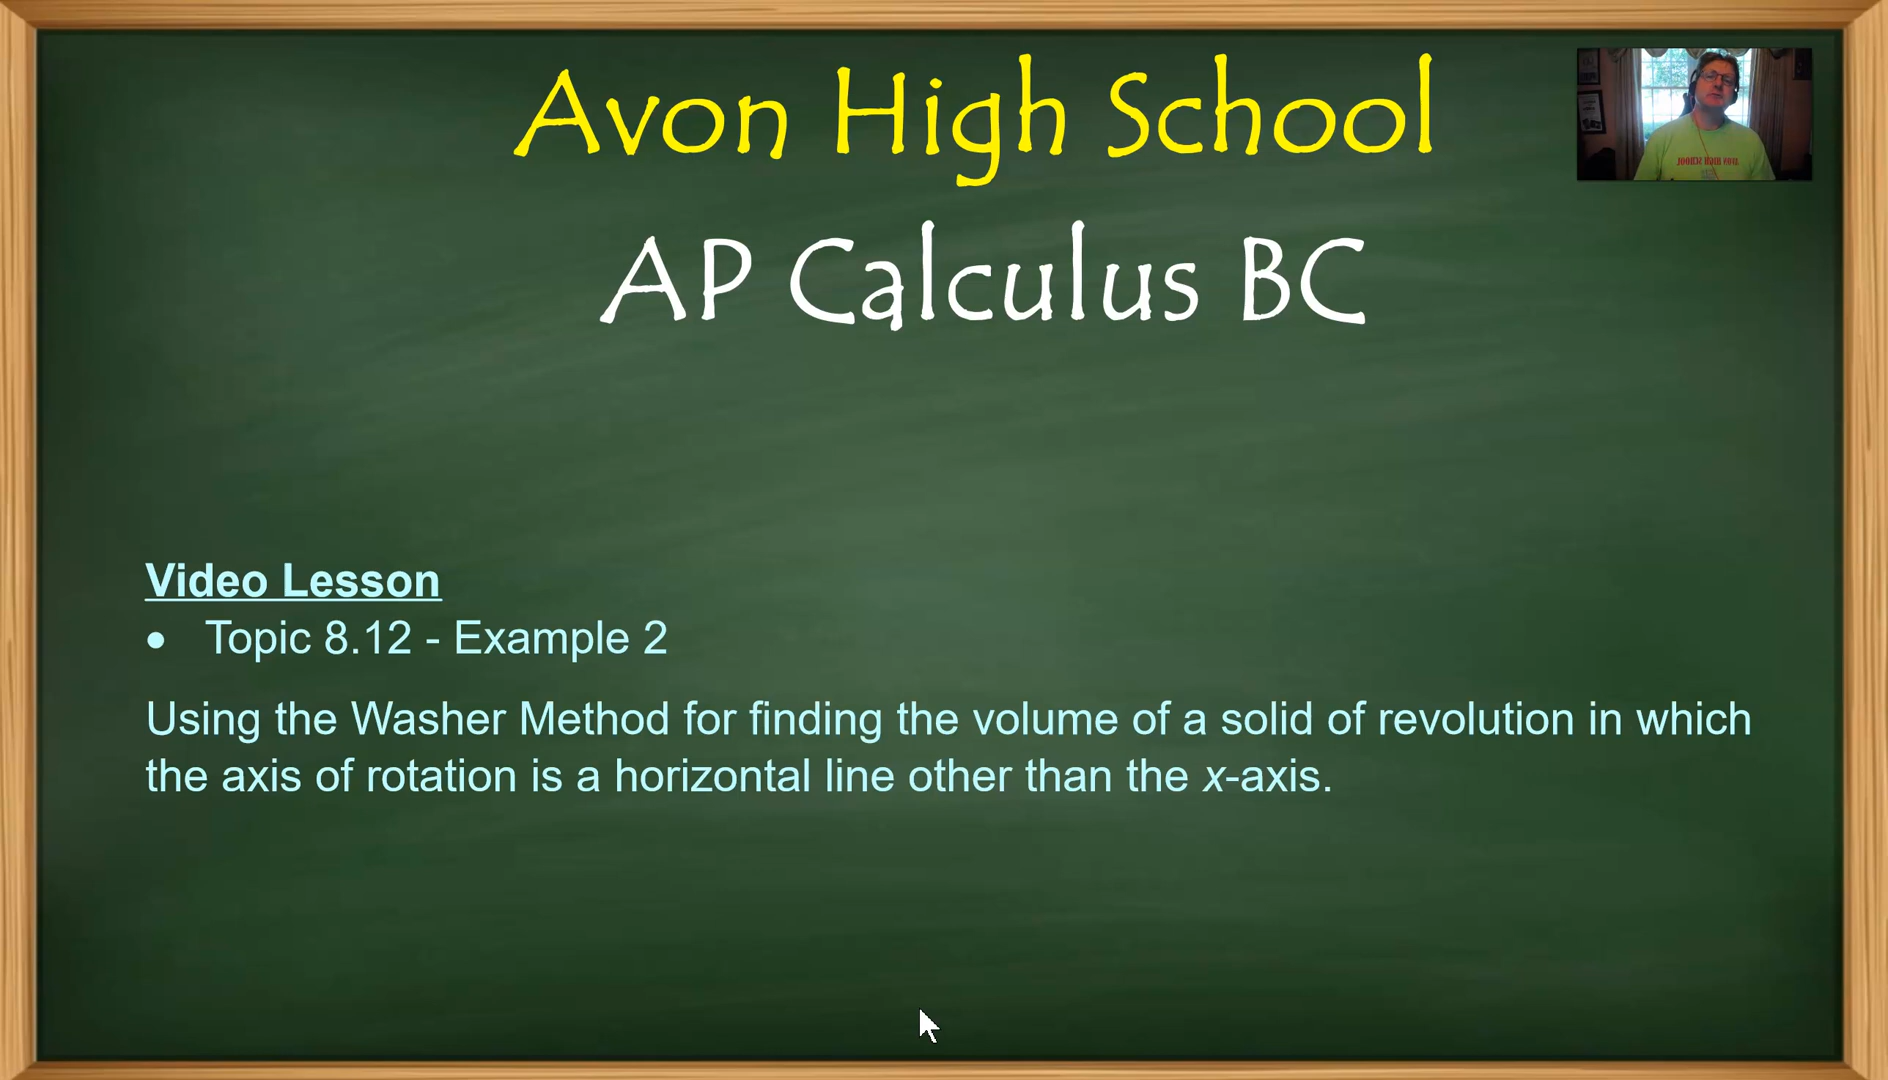 Avon High School
AP Calculus BC
Video Lesson
● Topic 8.12 - Example 2
Using the Washer Method for finding the volume of a solid of revolution in which
the axis of rotation is a horizontal line other than the x-axis.